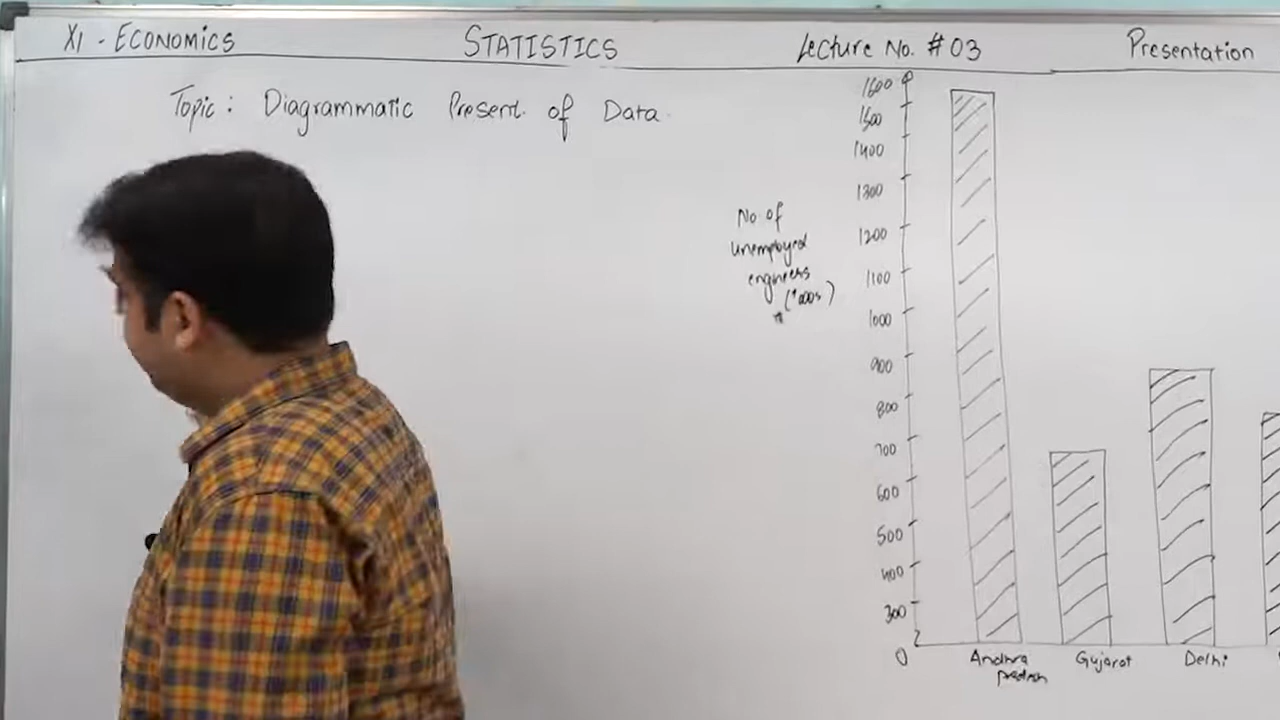 XI - ECONOMICS STATISTICS Lecture No. # 03 Presentation
Topic: Diagrammatic Present. of Data.
No of
unemployed
engineers
('000s)
1600
1500
1400
1300
1200
1100
1000
900
800
700
600
500
400
300
0
Andhra Gujarat Delhi
pradesh